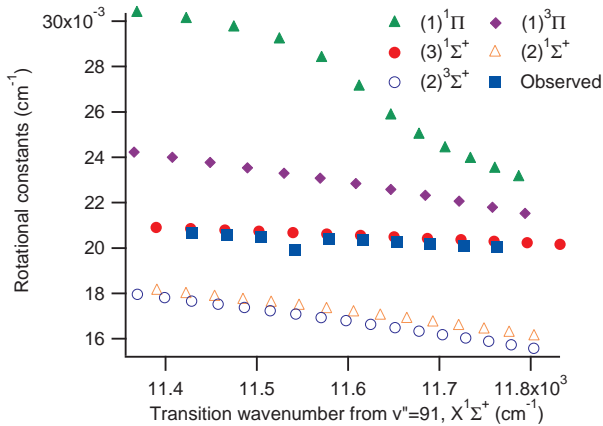 30x10⁻³
28
26
24
22
20
18
16
Rotational constants (cm⁻¹)
(1)¹Π
(1)³Π
(3)¹Σ⁺
(2)¹Σ⁺
(2)³Σ⁺
Observed
11.4
11.5
11.6
11.7
11.8x10³
Transition wavenumber from v"=91, X¹Σ⁺ (cm⁻¹)